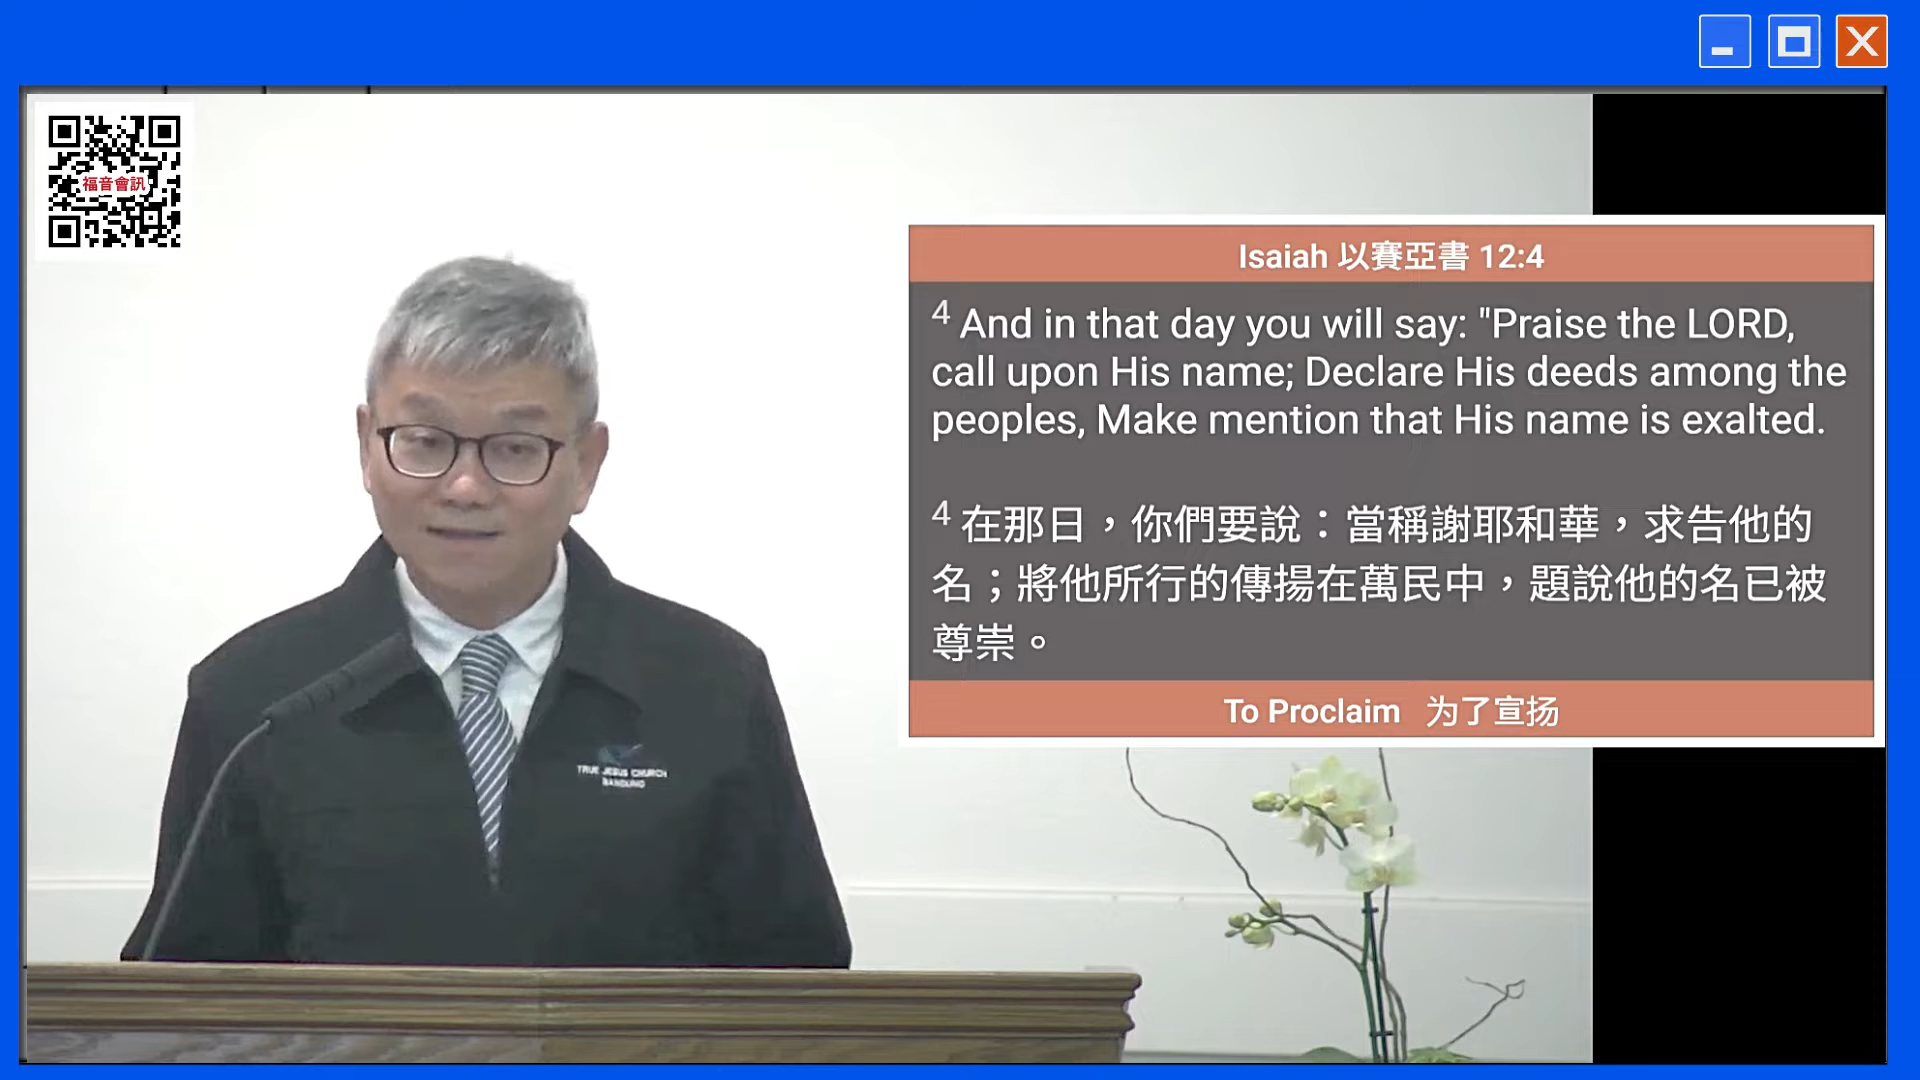 福音會訊
Isaiah 以賽亞書 12:4
4 And in that day you will say: "Praise the LORD,
call upon His name; Declare His deeds among the
peoples, Make mention that His name is exalted.
4 在那日，你們要說：當稱謝耶和華，求告他的
名；將他所行的傳揚在萬民中，題說他的名已被
尊崇。
To Proclaim 为了宣扬
TRUE JESUS CHURCH
BANDUNG